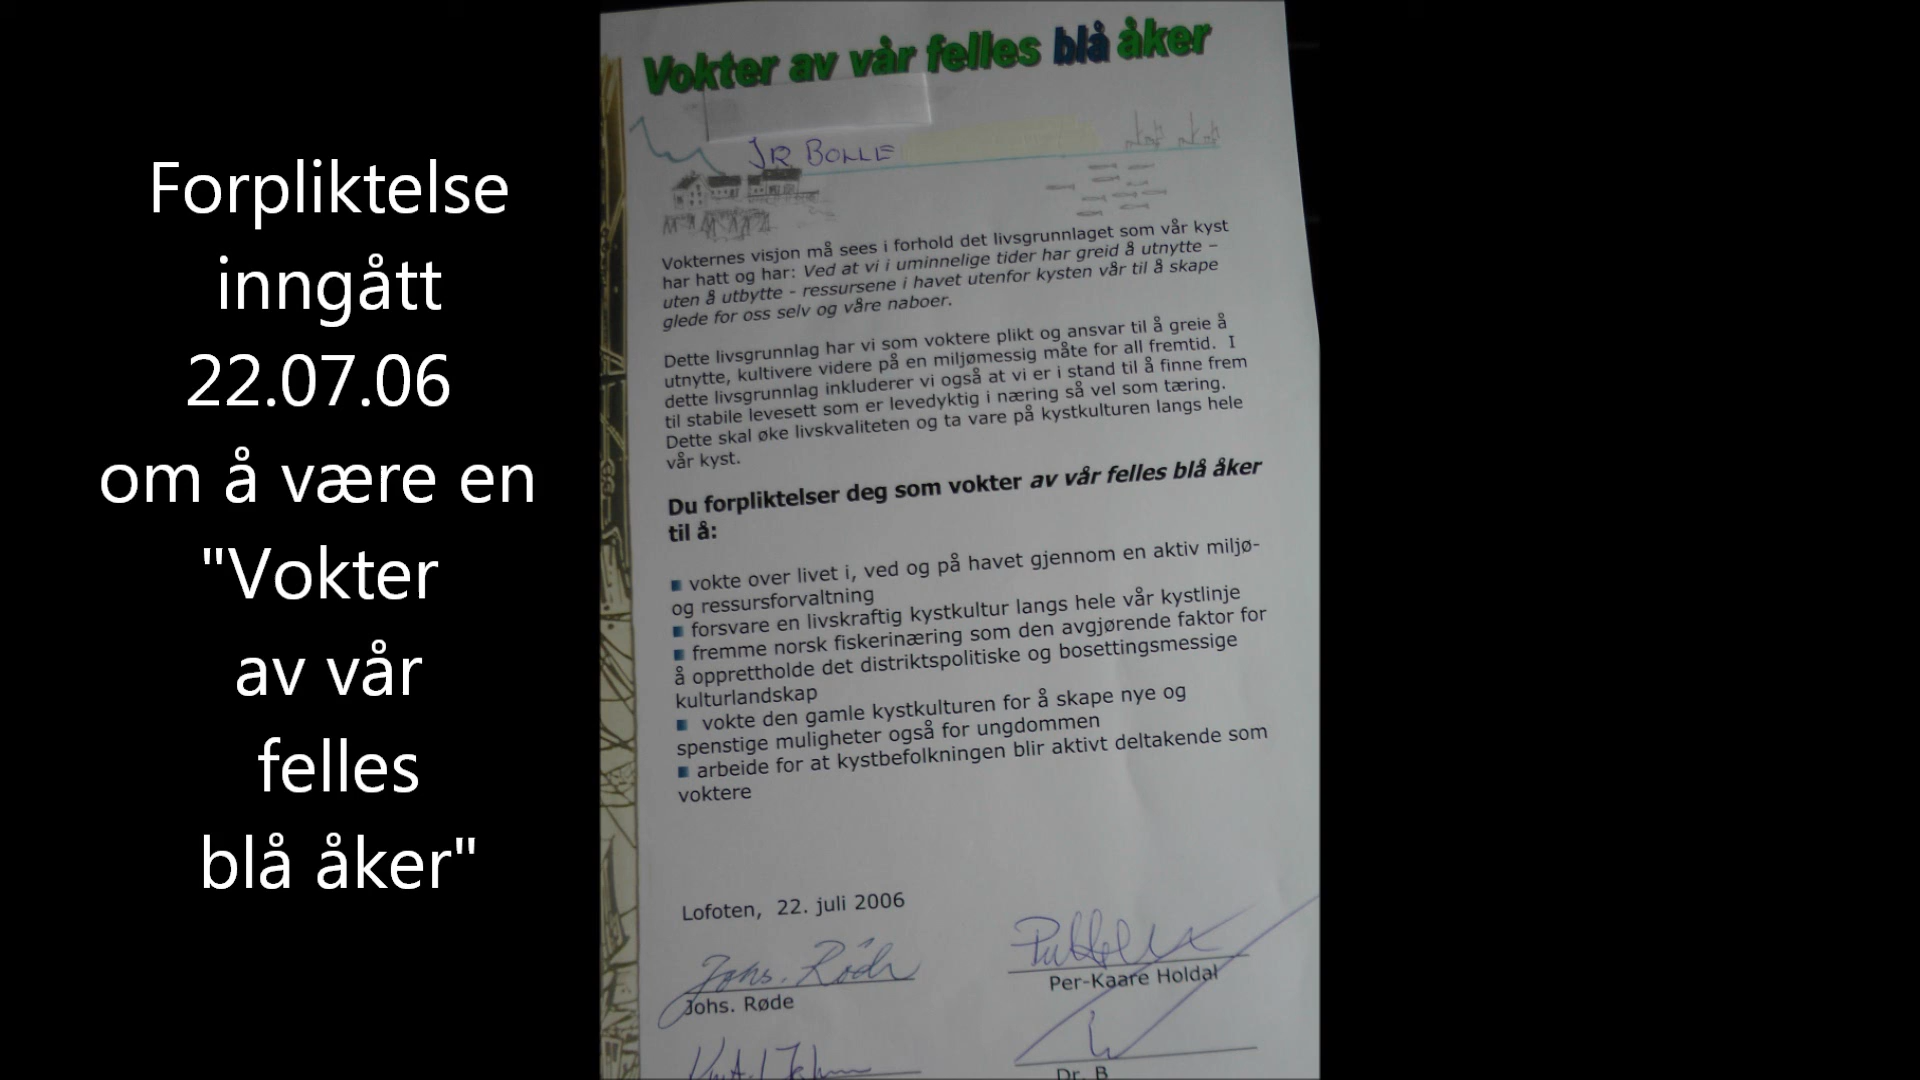 Forpliktelse
inngått
22.07.06
om å være en
"Vokter
av vår
felles
blå åker"
Vokter av vår felles blå åker
JR BOLLE
Vokternes visjon må sees i forhold det livsgrunnlaget som vår kyst
har hatt og har: Ved at vi i uminnelige tider har greid å utnytte –
uten å utbytte - ressursene i havet utenfor kysten vår til å skape
glede for oss selv og våre naboer.
Dette livsgrunnlag har vi som voktere plikt og ansvar til å greie å
utnytte, kultivere videre på en miljømessig måte for all fremtid. I
dette livsgrunnlag inkluderer vi også at vi er i stand til å finne frem
til stabile levesett som er levedyktig i næring så vel som tæring.
Dette skal øke livskvaliteten og ta vare på kystkulturen langs hele
vår kyst.
Du forpliktelser deg som vokter av vår felles blå åker
til å:
vokte over livet i, ved og på havet gjennom en aktiv miljø-
og ressursforvaltning
forsvare en livskraftig kystkultur langs hele vår kystlinje
fremme norsk fiskerinæring som den avgjørende faktor for
å opprettholde det distriktspolitiske og bosettingsmessige
kulturlandskap
vokte den gamle kystkulturen for å skape nye og
spenstige muligheter også for ungdommen
arbeide for at kystbefolkningen blir aktivt deltakende som
voktere
Lofoten, 22. juli 2006
Johs. Røde
Johs. Røde
Per-Kaare Holdal
Dr. B